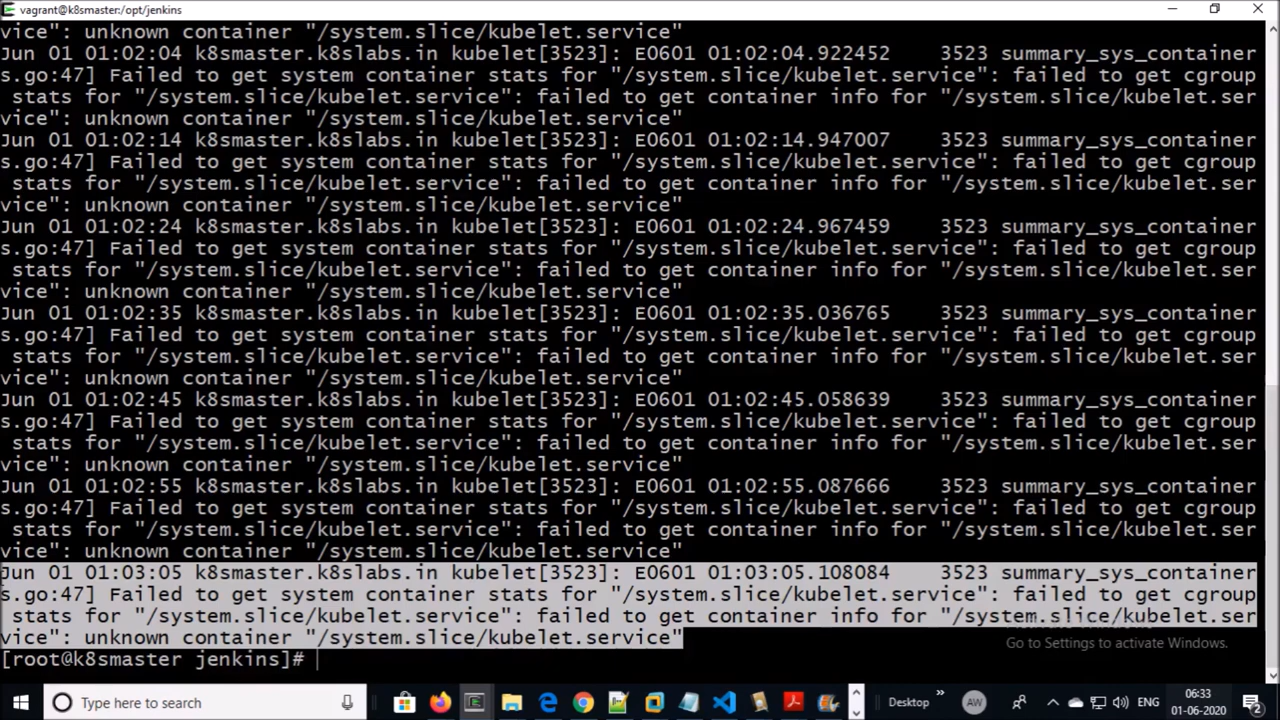 vagrant@k8smaster:/opt/jenkins
vice": unknown container "/system.slice/kubelet.service"
Jun 01 01:02:04 k8smaster.k8slabs.in kubelet[3523]: E0601 01:02:04.922452    3523 summary_sys_container
s.go:47] Failed to get system container stats for "/system.slice/kubelet.service": failed to get cgroup
 stats for "/system.slice/kubelet.service": failed to get container info for "/system.slice/kubelet.ser
vice": unknown container "/system.slice/kubelet.service"
Jun 01 01:02:14 k8smaster.k8slabs.in kubelet[3523]: E0601 01:02:14.947007    3523 summary_sys_container
s.go:47] Failed to get system container stats for "/system.slice/kubelet.service": failed to get cgroup
 stats for "/system.slice/kubelet.service": failed to get container info for "/system.slice/kubelet.ser
vice": unknown container "/system.slice/kubelet.service"
Jun 01 01:02:24 k8smaster.k8slabs.in kubelet[3523]: E0601 01:02:24.967459    3523 summary_sys_container
s.go:47] Failed to get system container stats for "/system.slice/kubelet.service": failed to get cgroup
 stats for "/system.slice/kubelet.service": failed to get container info for "/system.slice/kubelet.ser
vice": unknown container "/system.slice/kubelet.service"
Jun 01 01:02:35 k8smaster.k8slabs.in kubelet[3523]: E0601 01:02:35.036765    3523 summary_sys_container
s.go:47] Failed to get system container stats for "/system.slice/kubelet.service": failed to get cgroup
 stats for "/system.slice/kubelet.service": failed to get container info for "/system.slice/kubelet.ser
vice": unknown container "/system.slice/kubelet.service"
Jun 01 01:02:45 k8smaster.k8slabs.in kubelet[3523]: E0601 01:02:45.058639    3523 summary_sys_container
s.go:47] Failed to get system container stats for "/system.slice/kubelet.service": failed to get cgroup
 stats for "/system.slice/kubelet.service": failed to get container info for "/system.slice/kubelet.ser
vice": unknown container "/system.slice/kubelet.service"
Jun 01 01:02:55 k8smaster.k8slabs.in kubelet[3523]: E0601 01:02:55.087666    3523 summary_sys_container
s.go:47] Failed to get system container stats for "/system.slice/kubelet.service": failed to get cgroup
 stats for "/system.slice/kubelet.service": failed to get container info for "/system.slice/kubelet.ser
vice": unknown container "/system.slice/kubelet.service"
Jun 01 01:03:05 k8smaster.k8slabs.in kubelet[3523]: E0601 01:03:05.108084    3523 summary_sys_container
s.go:47] Failed to get system container stats for "/system.slice/kubelet.service": failed to get cgroup
 stats for "/system.slice/kubelet.service": failed to get container info for "/system.slice/kubelet.ser
vice": unknown container "/system.slice/kubelet.service"
Go to Settings to activate Windows.
[root@k8smaster jenkins]#
Type here to search
Desktop
AW
ENG
06:33
01-06-2020
2